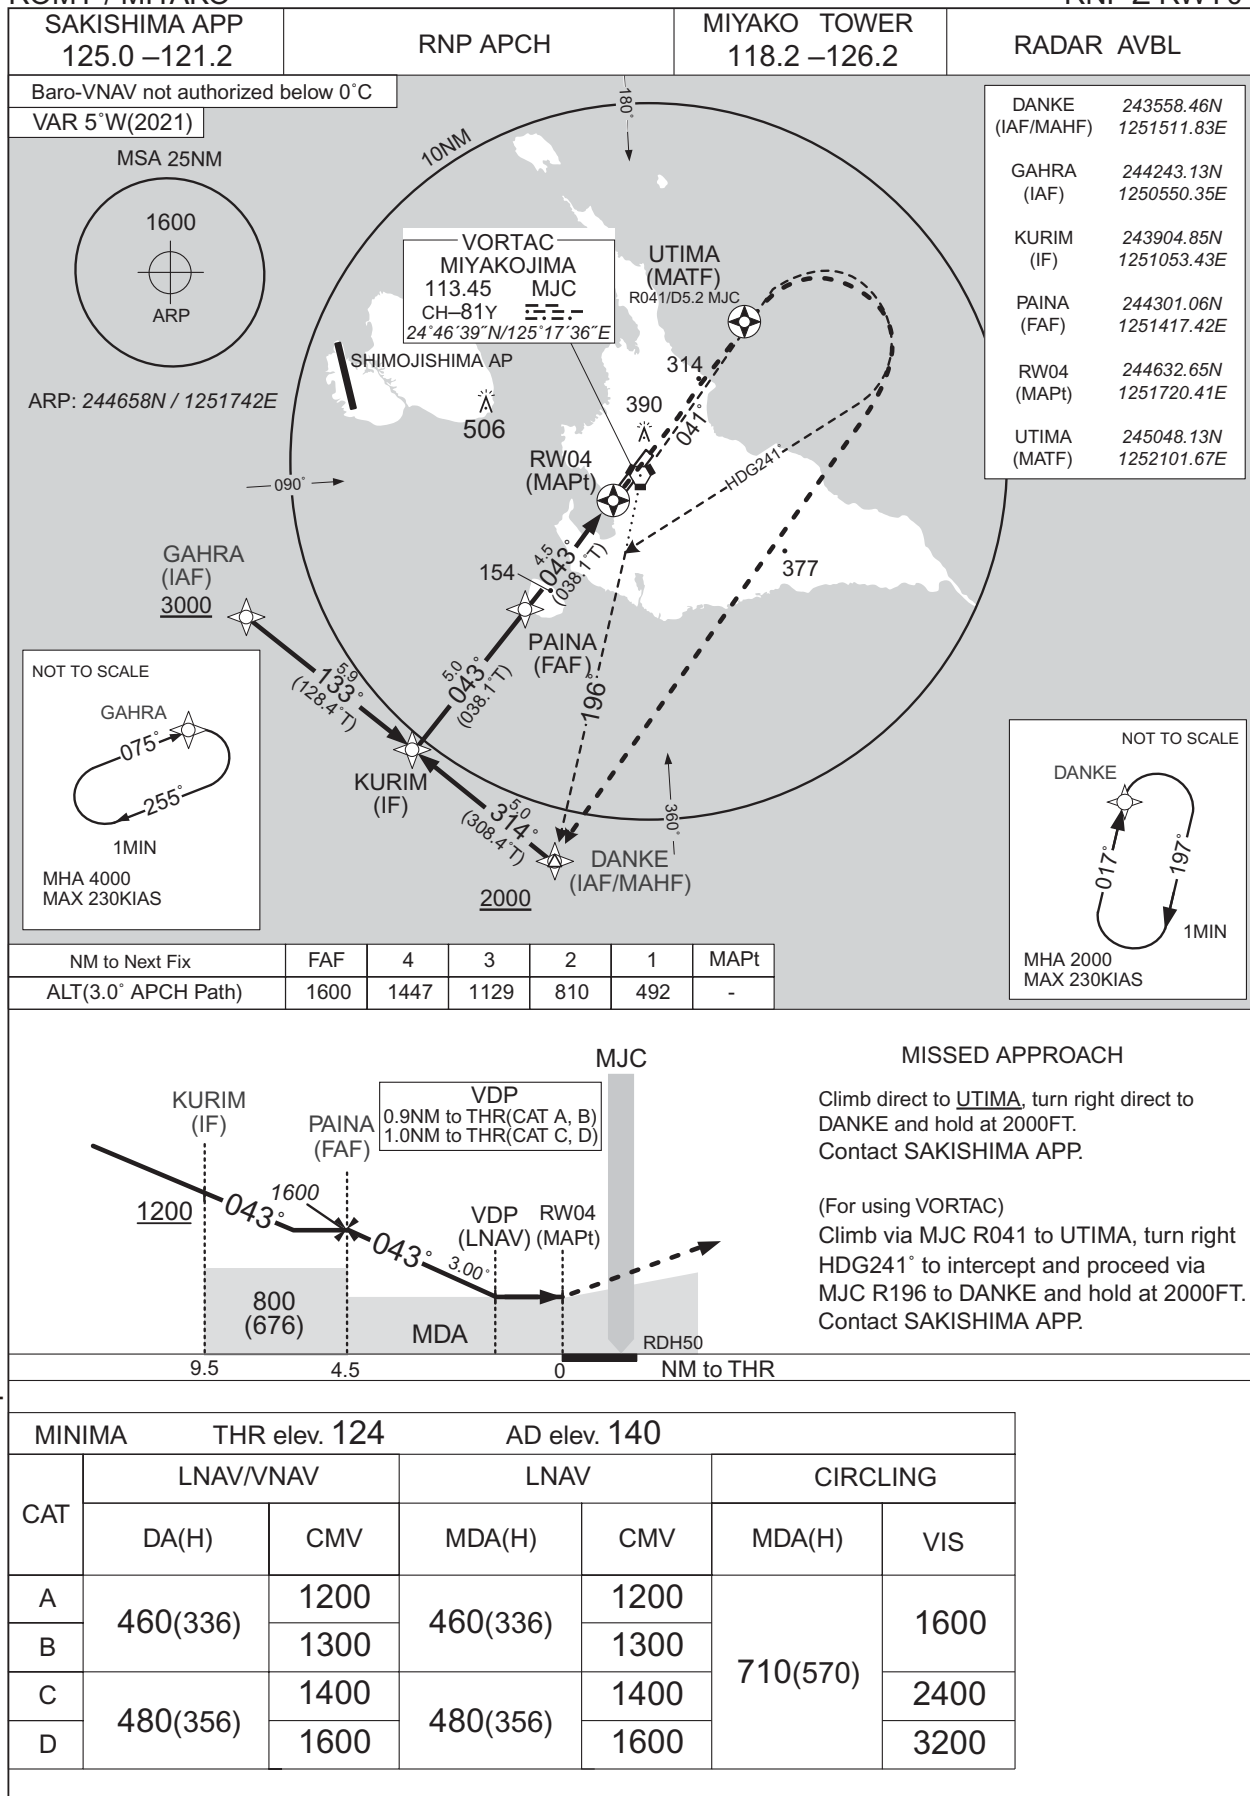 SAKISHIMA APP
125.0 –121.2
RNP APCH
MIYAKO TOWER
118.2 –126.2
RADAR AVBL
Baro-VNAV not authorized below 0˚C
VAR 5˚W(2021)
MSA 25NM
1600
ARP
ARP: 244658N / 1251742E
10NM
180˚
090˚
360˚
DANKE 243558.46N
(IAF/MAHF) 1251511.83E
GAHRA 244243.13N
(IAF) 1250550.35E
KURIM 243904.85N
(IF) 1251053.43E
PAINA 244301.06N
(FAF) 1251417.42E
RW04 244632.65N
(MAPt) 1251720.41E
UTIMA 245048.13N
(MATF) 1252101.67E
VORTAC
MIYAKOJIMA
113.45 MJC
CH–81Y
24˚46´39˝N/125˚17´36˝E
UTIMA
(MATF)
R041/D5.2 MJC
SHIMOJISHIMA AP
506
314
390
041˚
RW04
(MAPt)
HDG241˚
377
GAHRA
(IAF)
3000
154
4.5
043˚
(038.1˚T)
PAINA
(FAF)
5.9
133˚
(128.4˚T)
5.0
043˚
(038.1˚T)
196˚
KURIM
(IF)
5.0
314˚
(308.4˚T)
DANKE
(IAF/MAHF)
2000
NOT TO SCALE
GAHRA
075˚
255˚
1MIN
MHA 4000
MAX 230KIAS
NOT TO SCALE
DANKE
017˚
197˚
1MIN
MHA 2000
MAX 230KIAS
NM to Next Fix FAF 4 3 2 1 MAPt
ALT(3.0˚ APCH Path) 1600 1447 1129 810 492 -
MJC
KURIM
(IF)
PAINA
(FAF)
VDP
0.9NM to THR(CAT A, B)
1.0NM to THR(CAT C, D)
1200
043˚
1600
043˚
3.00˚
VDP
(LNAV)
RW04
(MAPt)
800
(676)
MDA
RDH50
9.5 4.5 0 NM to THR
MISSED APPROACH
Climb direct to UTIMA, turn right direct to
DANKE and hold at 2000FT.
Contact SAKISHIMA APP.
(For using VORTAC)
Climb via MJC R041 to UTIMA, turn right
HDG241˚ to intercept and proceed via
MJC R196 to DANKE and hold at 2000FT.
Contact SAKISHIMA APP.
MINIMA THR elev. 124 AD elev. 140
CAT LNAV/VNAV LNAV CIRCLING
DA(H) CMV MDA(H) CMV MDA(H) VIS
A 460(336) 1200 460(336) 1200 710(570) 1600
B 1300 1300
C 480(356) 1400 480(356) 1400 2400
D 1600 1600 3200